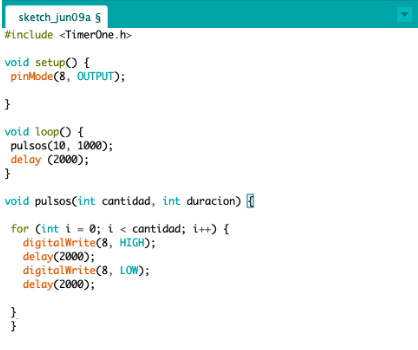 sketch_jun09a §
#include <TimerOne.h>
void setup() {
pinMode(8, OUTPUT);
}
void loop() {
pulsos(10, 1000);
delay (2000);
}
void pulsos(int cantidad, int duracion) {
for (int i = 0; i < cantidad; i++) {
digitalWrite(8, HIGH);
delay(2000);
digitalWrite(8, LOW);
delay(2000);
}
}